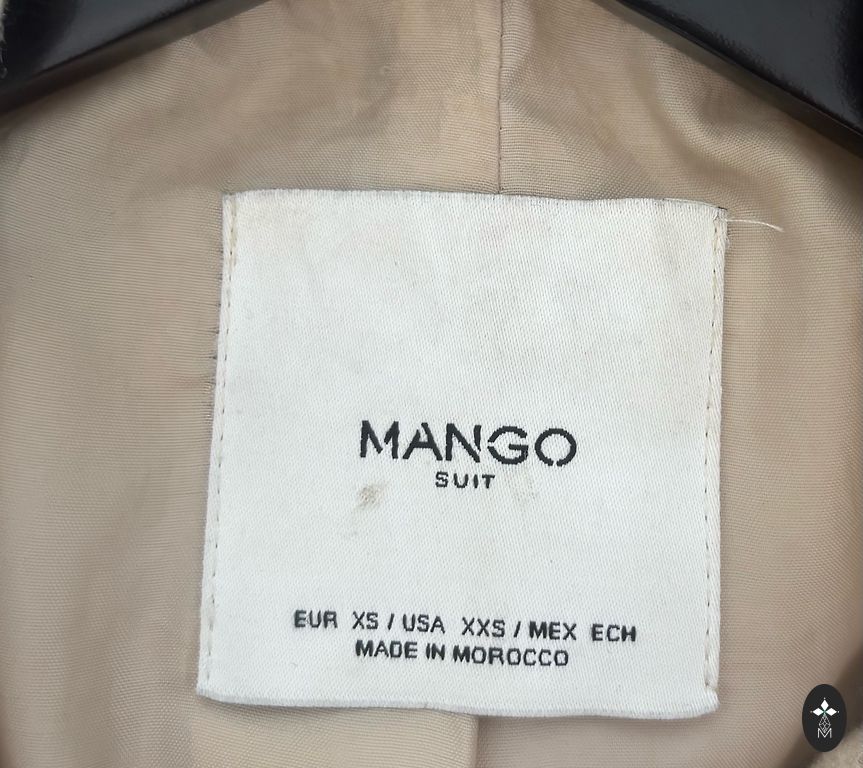 MANGO
SUIT
EUR XS / USA XXS / MEX ECH
MADE IN MOROCCO
M